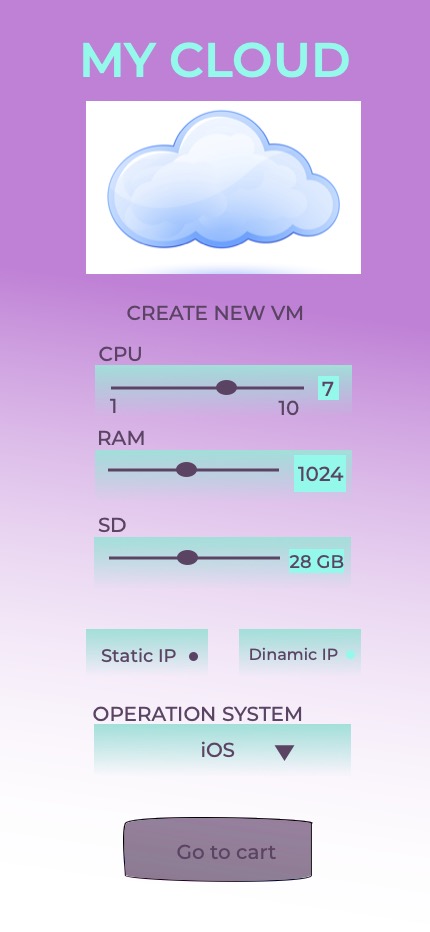 MY CLOUD
CREATE NEW VM
CPU
7
1 10
RAM
1024
SD
28 GB
Static IP Dinamic IP
OPERATION SYSTEM
iOS
Go to cart